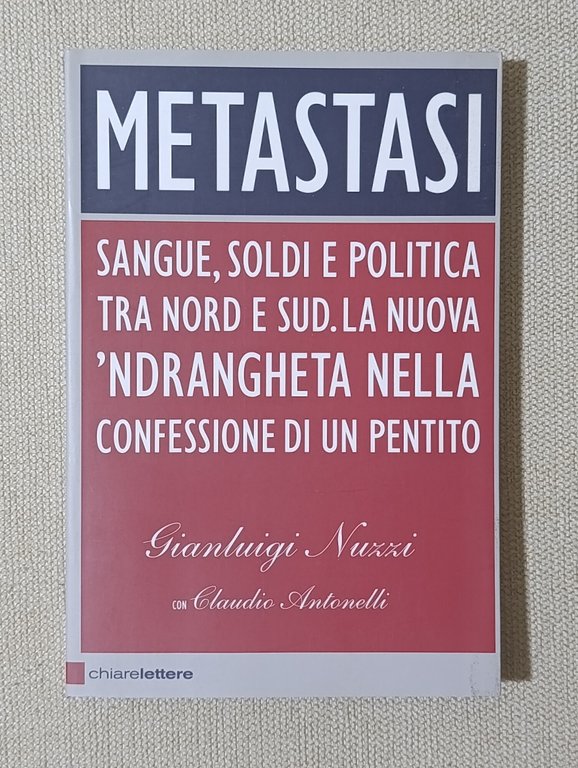 METASTASI
SANGUE, SOLDI E POLITICA
TRA NORD E SUD. LA NUOVA
’NDRANGHETA NELLA
CONFESSIONE DI UN PENTITO
Gianluigi Nuzzi
CON Claudio Antonelli
chiarelettere